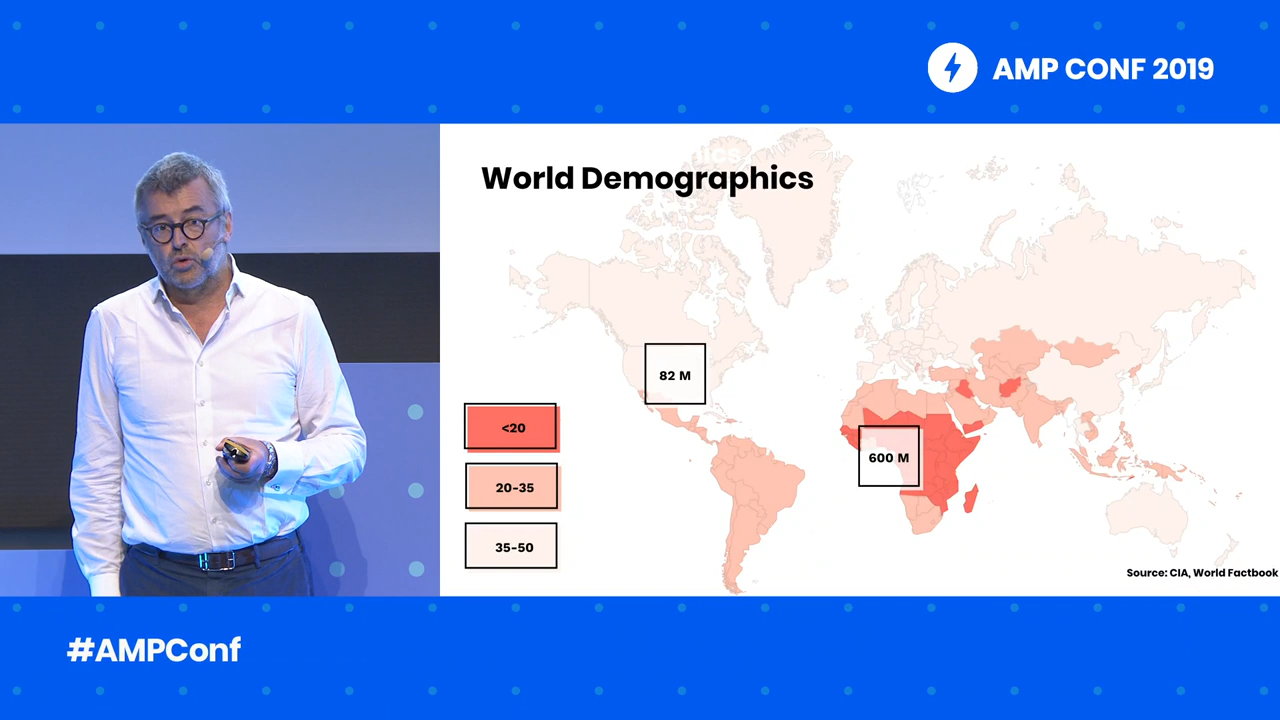 AMP CONF 2019
World Demographics
82 M
<20
600 M
20-35
35-50
Source: CIA, World Factbook
#AMPConf